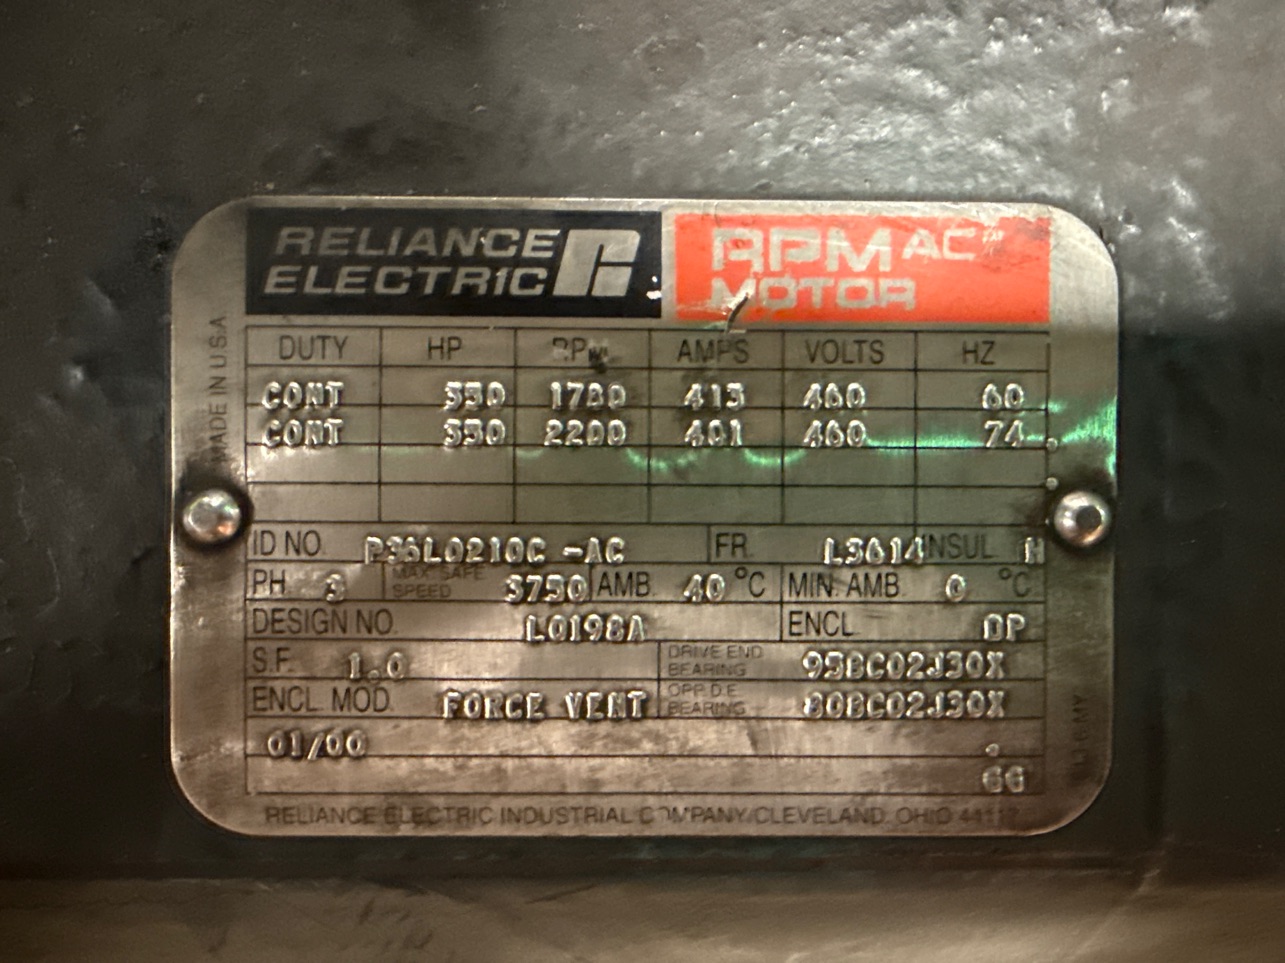 RELIANCE ELECTRIC
RPM AC™ MOTOR
MADE IN U.S.A
DUTY HP RPM AMPS VOLTS HZ
CONT 350 1780 413 460 60
CONT 350 2200 401 460 74.
ID NO. P36L0210C -AC FR. L3614 INSUL H
PH 3 MAX. SAFE SPEED 3750 AMB. 40 °C MIN. AMB. 0 °C
DESIGN NO. L0198A ENCL. DP
S.F. 1.0 DRIVE END BEARING 95BC02J30X
ENCL. MOD. FORCE VENT OPP. D.E. BEARING 80BC02J30X
01/00
GG
RELIANCE ELECTRIC INDUSTRIAL COMPANY/CLEVELAND, OHIO 44117